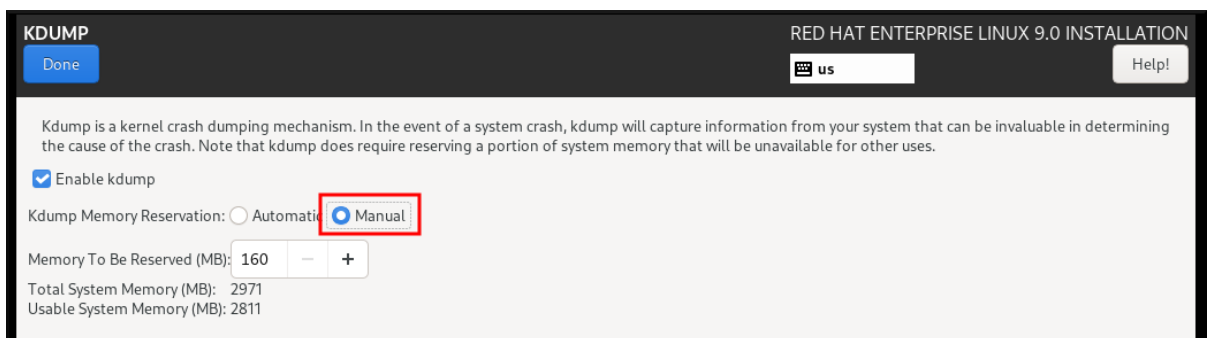 KDUMP
RED HAT ENTERPRISE LINUX 9.0 INSTALLATION
Done
us
Help!
Kdump is a kernel crash dumping mechanism. In the event of a system crash, kdump will capture information from your system that can be invaluable in determining
the cause of the crash. Note that kdump does require reserving a portion of system memory that will be unavailable for other uses.
Enable kdump
Kdump Memory Reservation: Automatic Manual
Memory To Be Reserved (MB): 160 − +
Total System Memory (MB): 2971
Usable System Memory (MB): 2811